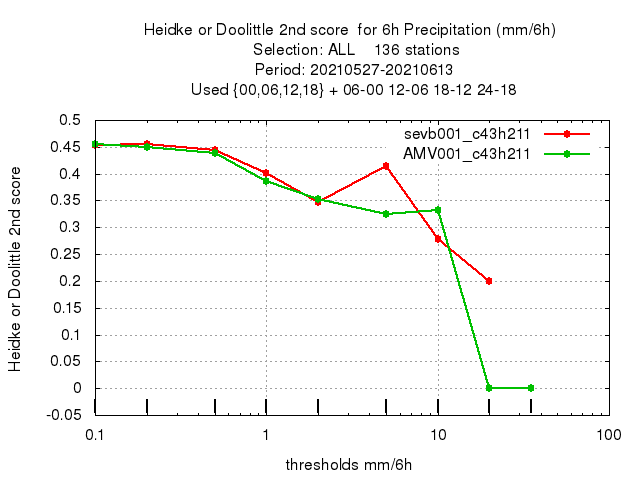 Heidke or Doolittle 2nd score  for 6h Precipitation (mm/6h)
Selection: ALL    136 stations
Period: 20210527-20210613
Used {00,06,12,18} + 06-00 12-06 18-12 24-18
sevb001_c43h211
AMV001_c43h211
Heidke or Doolittle 2nd score
0.5
0.45
0.4
0.35
0.3
0.25
0.2
0.15
0.1
0.05
0
-0.05
0.1 1 10 100
thresholds mm/6h